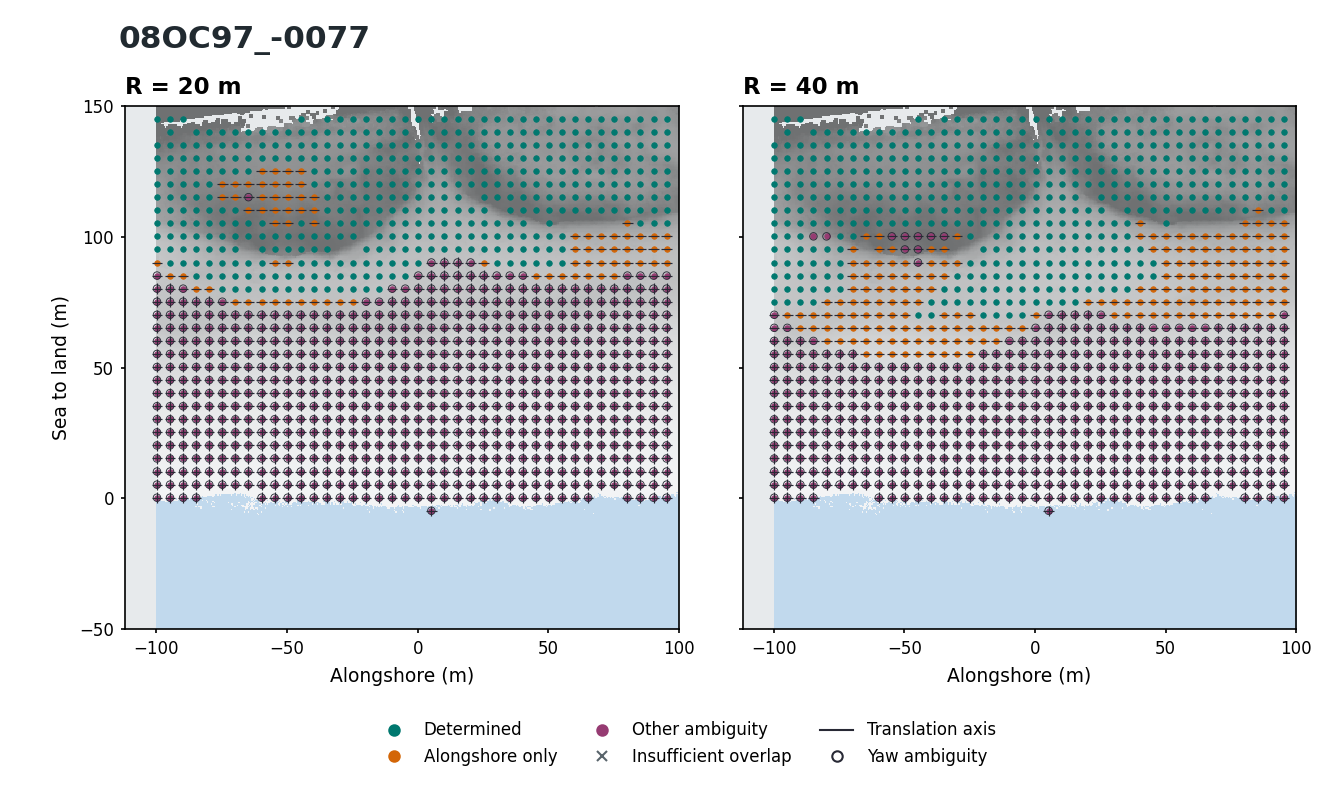 08OC97_-0077
R = 20 m
R = 40 m
150
100
50
0
−50
Sea to land (m)
−100
−50
0
50
100
−100
−50
0
50
100
Alongshore (m)
Alongshore (m)
Determined
Other ambiguity
Translation axis
Alongshore only
Insufficient overlap
Yaw ambiguity